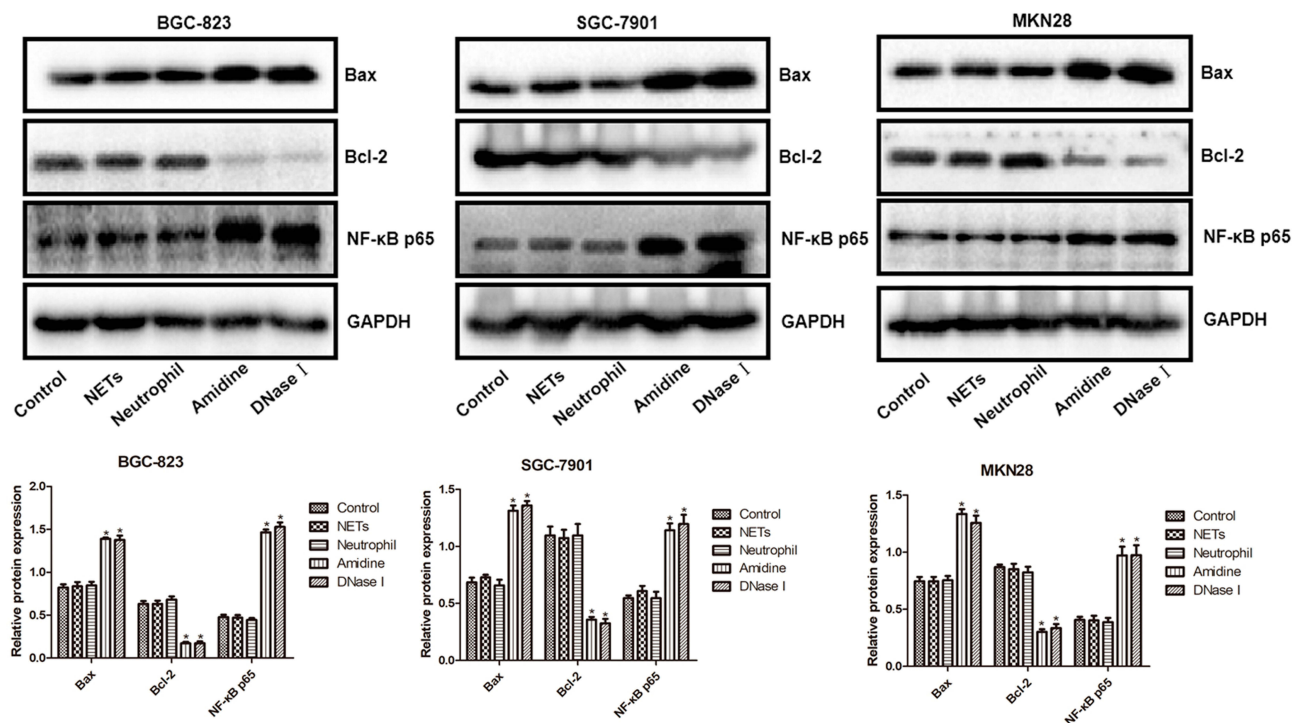 BGC-823
Bax
Bcl-2
NF-κB p65
GAPDH
Control
NETs
Neutrophil
Amidine
DNase Ⅰ
SGC-7901
Bax
Bcl-2
NF-κB p65
GAPDH
Control
NETs
Neutrophil
Amidine
DNase Ⅰ
MKN28
Bax
Bcl-2
NF-κB p65
GAPDH
Control
NETs
Neutrophil
Amidine
DNase Ⅰ
BGC-823
Relative protein expression
2.0
1.5
1.0
0.5
0.0
* * * * * *
Bax
Bcl-2
NF-κB p65
Control
NETs
Neutrophil
Amidine
DNase I
SGC-7901
Relative protein expression
1.5
1.0
0.5
0.0
* * * * * *
Bax
Bcl-2
NF-κB p65
Control
NETs
Neutrophil
Amidine
DNase I
MKN28
Relative protein expression
1.5
1.0
0.5
0.0
* * * * * *
Bax
Bcl-2
NF-κB p65
Control
NETs
Neutrophil
Amidine
DNase I